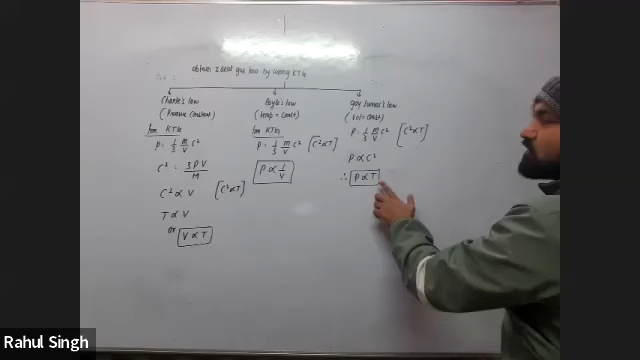 obtain ideal gas law by using KTG
Charle's law
(Pressure constant)
from KTG
P = 1/3 m/V C²
C² = 3PV/M
C² ∝ V [C² ∝ T]
T ∝ V
or V ∝ T
Boyle's law
(temp = const)
from KTG
P = 1/3 m/V C² [C² ∝ T]
P ∝ 1/V
gay lussac's law
(vol = const)
P = 1/3 m/V C² [C² ∝ T]
P ∝ C²
∴ P ∝ T
Rahul Singh